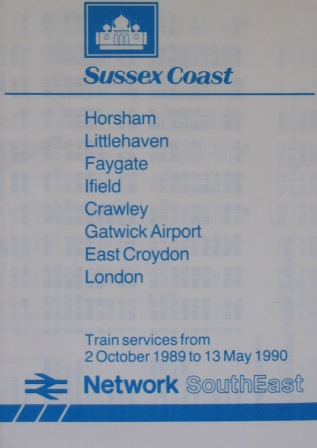 Sussex Coast
Horsham
Littlehaven
Faygate
Ifield
Crawley
Gatwick Airport
East Croydon
London
Train services from
2 October 1989 to 13 May 1990
Network SouthEast